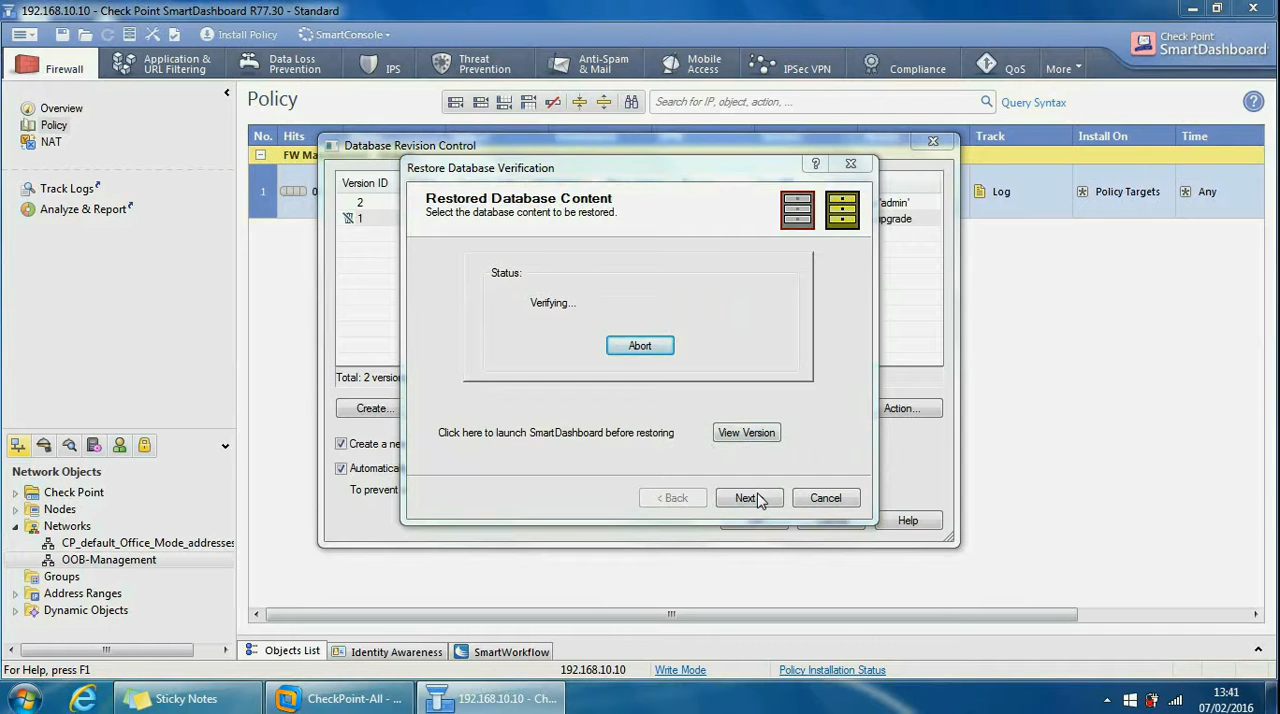 192.168.10.10 - Check Point SmartDashboard R77.30 - Standard
Install Policy
SmartConsole
Check Point
SmartDashboard
Firewall
Application &
URL Filtering
Data Loss
Prevention
IPS
Threat
Prevention
Anti-Spam
& Mail
Mobile
Access
IPSec VPN
Compliance
QoS
More
Overview
Policy
NAT
Track Logs
Analyze & Report
Policy
Search for IP, object, action, ...
Query Syntax
No. Hits
Track
Install On
Time
FW Ma
1
0
Log
Policy Targets
Any
Database Revision Control
Version ID
2
1
'admin'
upgrade
Total: 2 versio
Create...
Action...
Create a ne
Automatica
To prevent
Help
Restore Database Verification
Restored Database Content
Select the database content to be restored.
Status:
Verifying...
Abort
Click here to launch SmartDashboard before restoring
View Version
< Back
Next
Cancel
Network Objects
Check Point
Nodes
Networks
CP_default_Office_Mode_addresses
OOB-Management
Groups
Address Ranges
Dynamic Objects
Objects List
Identity Awareness
SmartWorkflow
For Help, press F1
192.168.10.10
Write Mode
Policy Installation Status
Sticky Notes
CheckPoint-All - ...
192.168.10.10 - Ch...
13:41
07/02/2016